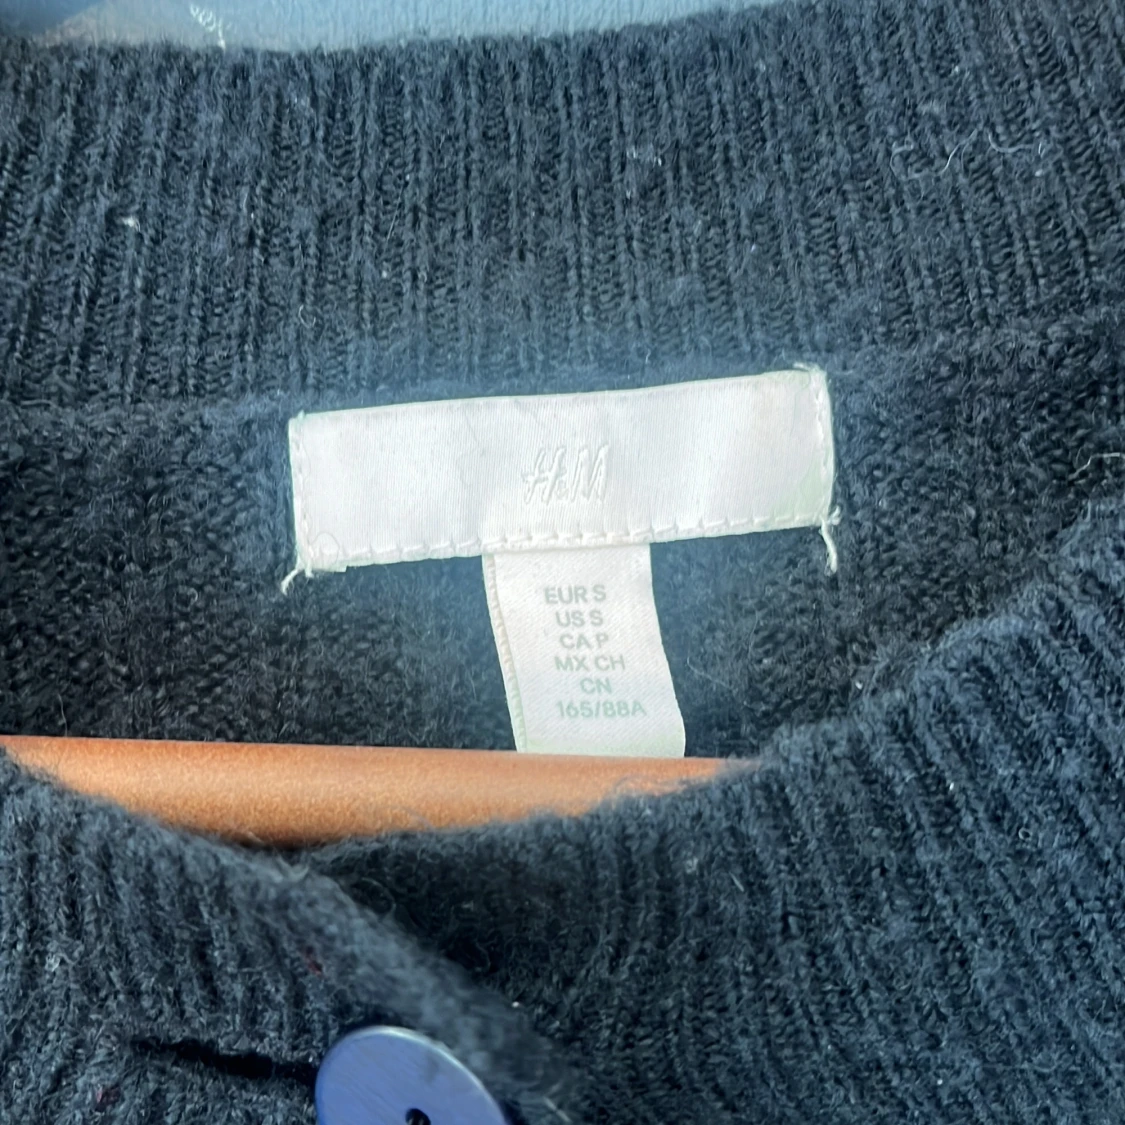 H&M
EUR S
US S
CA P
MX CH
CN
165/88A